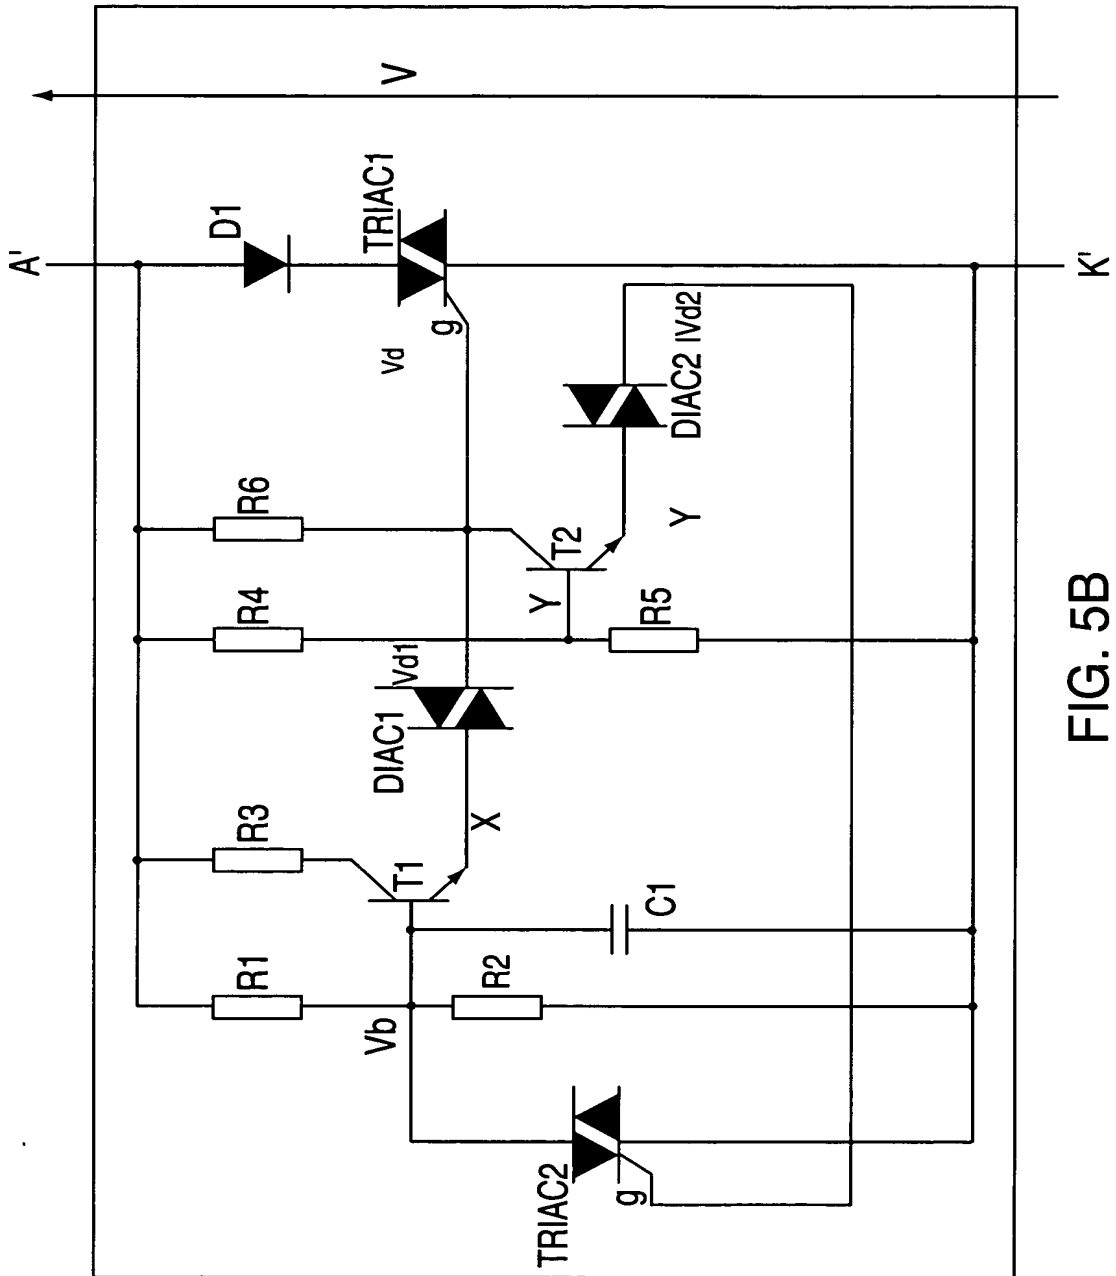 A'
V
D1
TRIAC1
g
Vd
R6
R4
R3
R1
Vd1
DIAC1
X
T1
Vb
R2
C1
Y
T2
Y
R5
DIAC2 IVd2
TRIAC2
g
K'
FIG. 5B